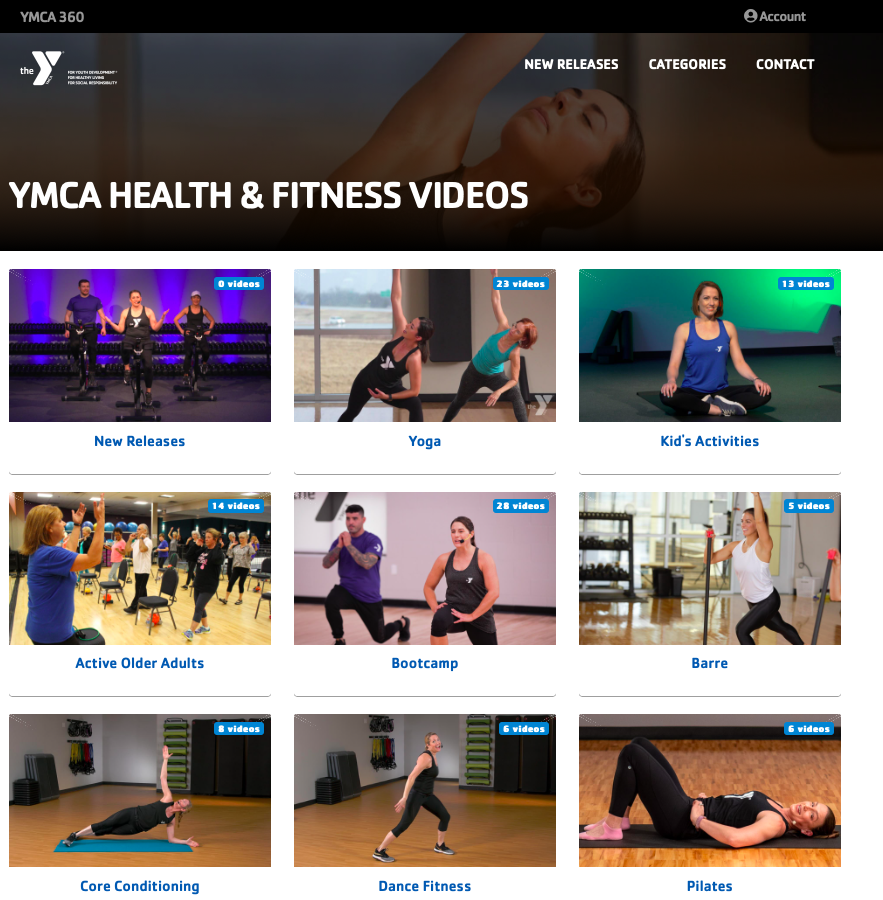 YMCA 360
Account
the Y
FOR YOUTH DEVELOPMENT®
FOR HEALTHY LIVING
FOR SOCIAL RESPONSIBILITY
NEW RELEASES
CATEGORIES
CONTACT
YMCA HEALTH & FITNESS VIDEOS
0 videos
23 videos
13 videos
New Releases
Yoga
Kid's Activities
14 videos
28 videos
5 videos
Active Older Adults
Bootcamp
Barre
8 videos
6 videos
6 videos
Core Conditioning
Dance Fitness
Pilates